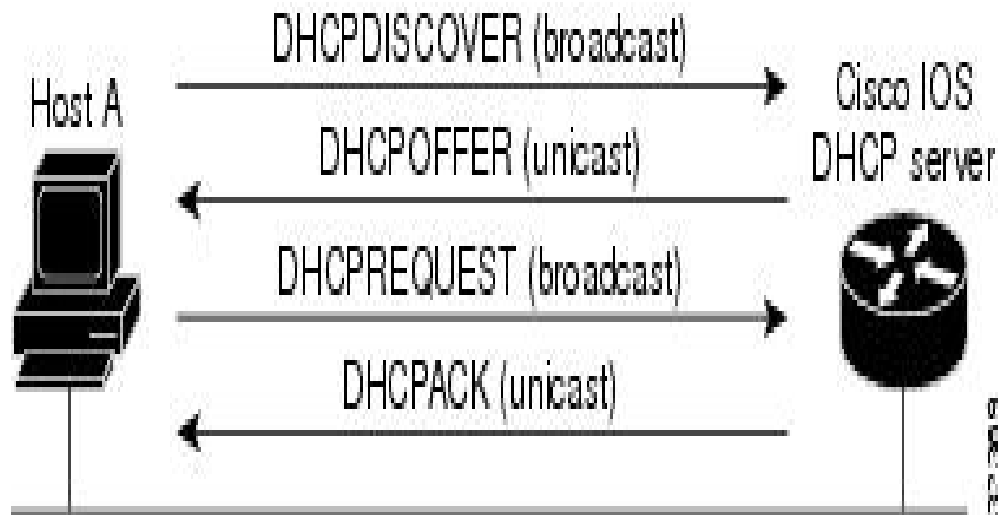 DHCPDISCOVER (broadcast)
Host A
Cisco IOS
DHCP server
DHCPOFFER (unicast)
DHCPREQUEST (broadcast)
DHCPACK (unicast)